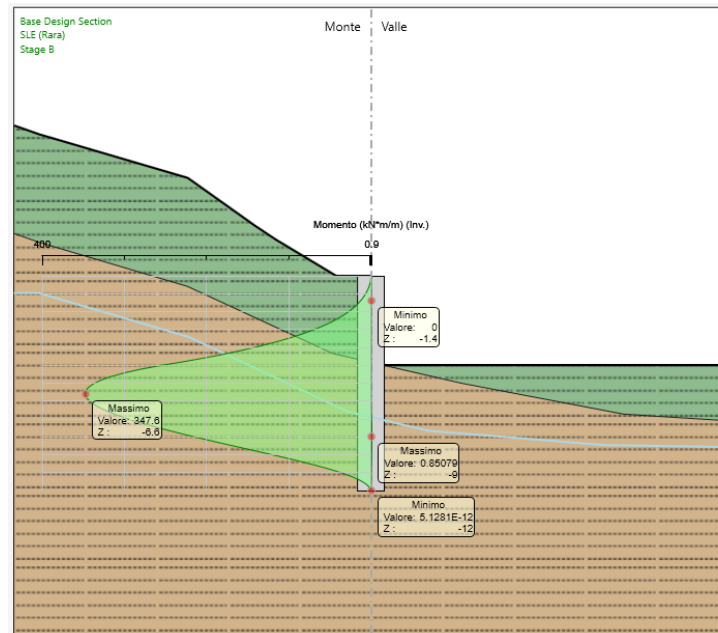 Base Design Section
SLE (Rara)
Stage B
Monte
Valle
Momento (kN*m/m) (Inv.)
400
0.9
Minimo
Valore: 0
Z : -1.4
Massimo
Valore: 347.6
Z : -6.6
Massimo
Valore: 0.85079
Z : -9
Minimo
Valore: 5.1281E-12
Z : -12